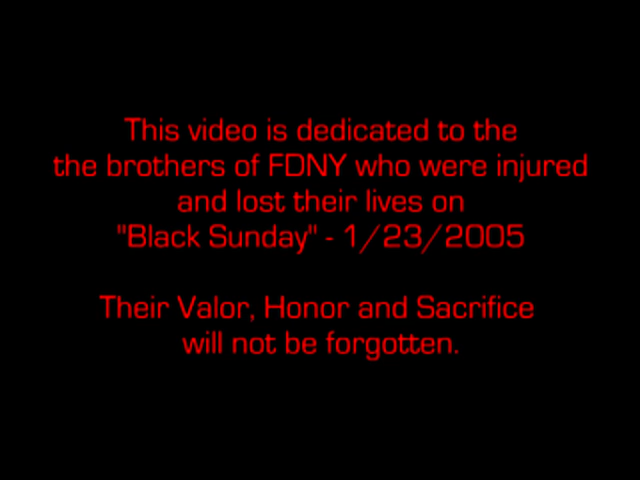 This video is dedicated to the
the brothers of FDNY who were injured
and lost their lives on
"Black Sunday" - 1/23/2005
Their Valor, Honor and Sacrifice
will not be forgotten.